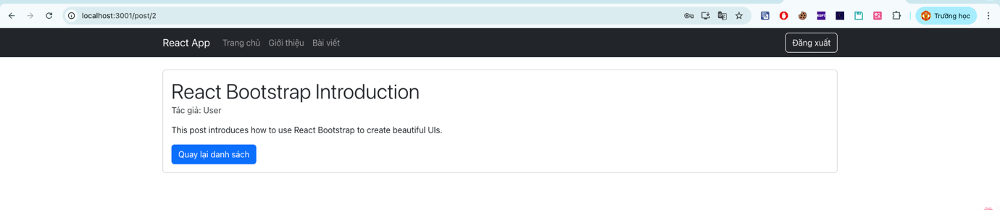 localhost:3001/post/2
Trường học
React App
Trang chủ
Giới thiệu
Bài viết
Đăng xuất
React Bootstrap Introduction
Tác giả: User
This post introduces how to use React Bootstrap to create beautiful UIs.
Quay lại danh sách